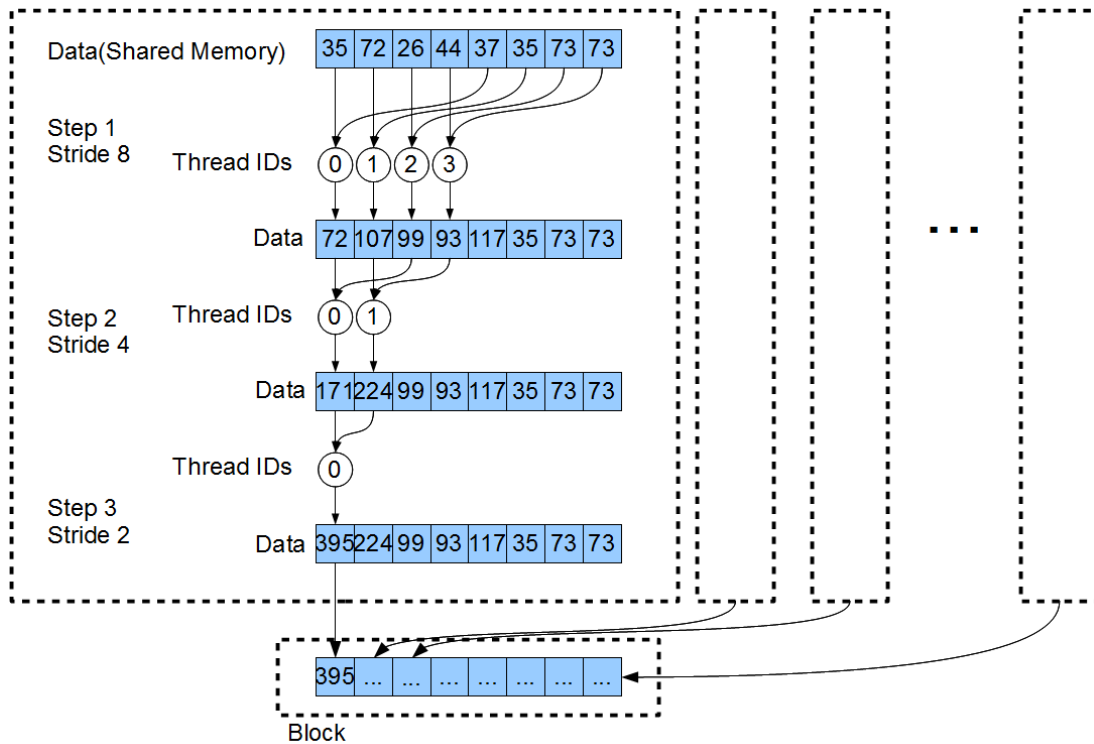 Data(Shared Memory) 35 72 26 44 37 35 73 73
Step 1
Stride 8
Thread IDs 0 1 2 3
Data 72 107 99 93 117 35 73 73
...
Step 2
Stride 4
Thread IDs 0 1
Data 171 224 99 93 117 35 73 73
Thread IDs 0
Step 3
Stride 2
Data 395 224 99 93 117 35 73 73
395 ... ... ... ... ... ... ...
Block